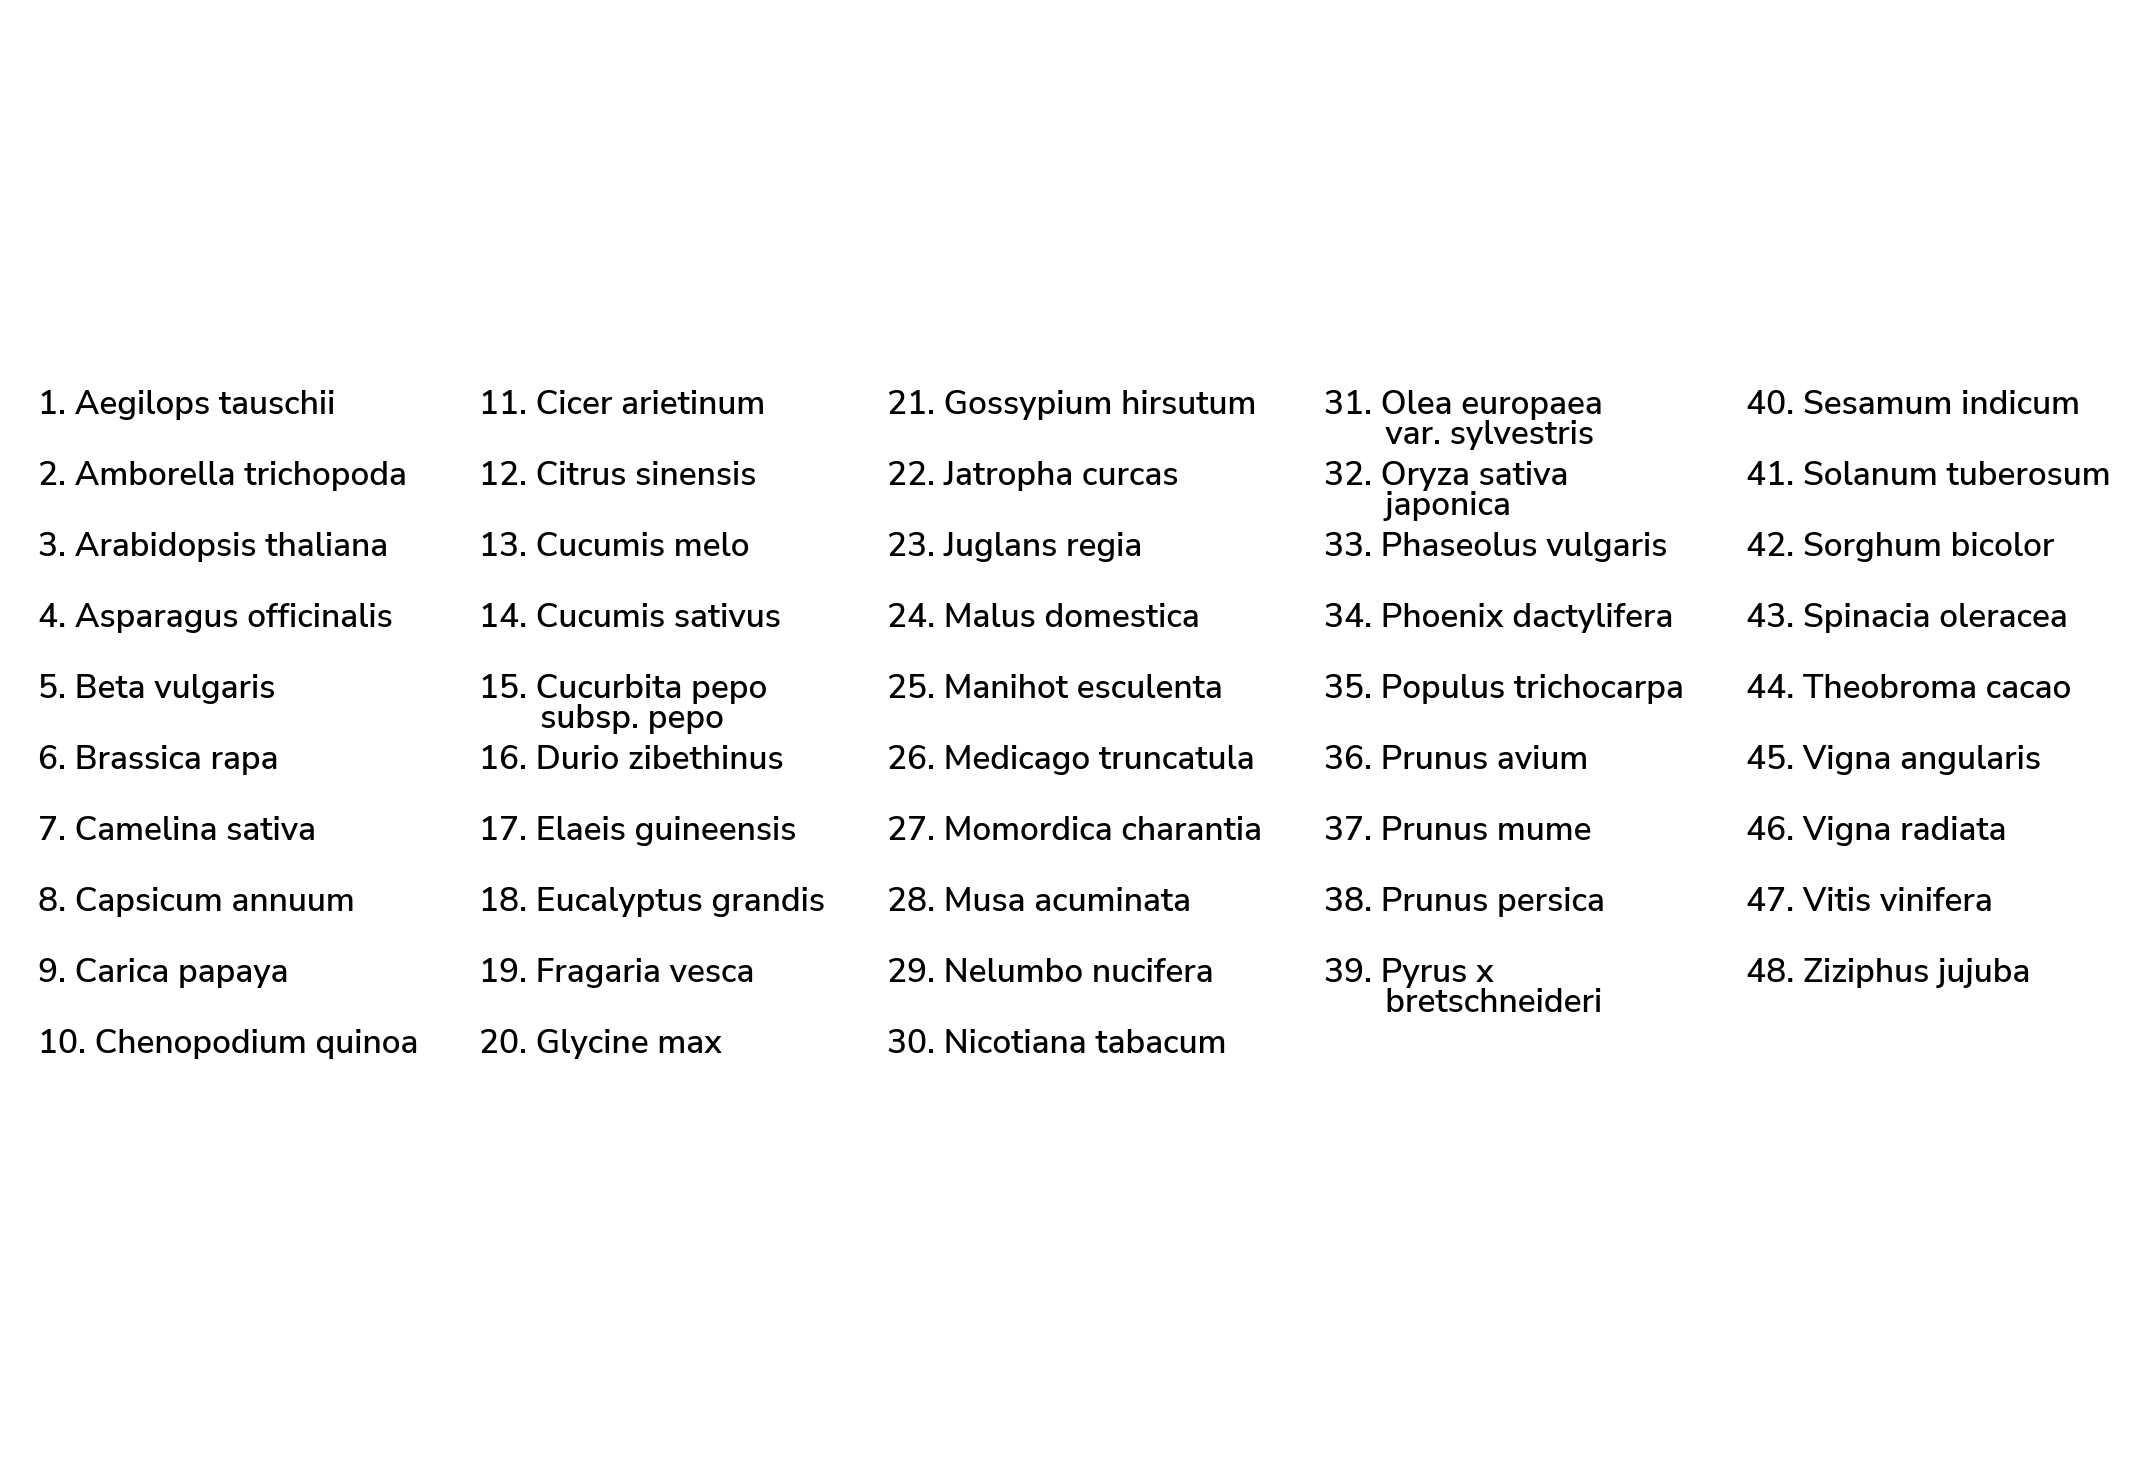 1. Aegilops tauschii
2. Amborella trichopoda
3. Arabidopsis thaliana
4. Asparagus officinalis
5. Beta vulgaris
6. Brassica rapa
7. Camelina sativa
8. Capsicum annuum
9. Carica papaya
10. Chenopodium quinoa
11. Cicer arietinum
12. Citrus sinensis
13. Cucumis melo
14. Cucumis sativus
15. Cucurbita pepo
subsp. pepo
16. Durio zibethinus
17. Elaeis guineensis
18. Eucalyptus grandis
19. Fragaria vesca
20. Glycine max
21. Gossypium hirsutum
22. Jatropha curcas
23. Juglans regia
24. Malus domestica
25. Manihot esculenta
26. Medicago truncatula
27. Momordica charantia
28. Musa acuminata
29. Nelumbo nucifera
30. Nicotiana tabacum
31. Olea europaea
var. sylvestris
32. Oryza sativa
japonica
33. Phaseolus vulgaris
34. Phoenix dactylifera
35. Populus trichocarpa
36. Prunus avium
37. Prunus mume
38. Prunus persica
39. Pyrus x
bretschneideri
40. Sesamum indicum
41. Solanum tuberosum
42. Sorghum bicolor
43. Spinacia oleracea
44. Theobroma cacao
45. Vigna angularis
46. Vigna radiata
47. Vitis vinifera
48. Ziziphus jujuba